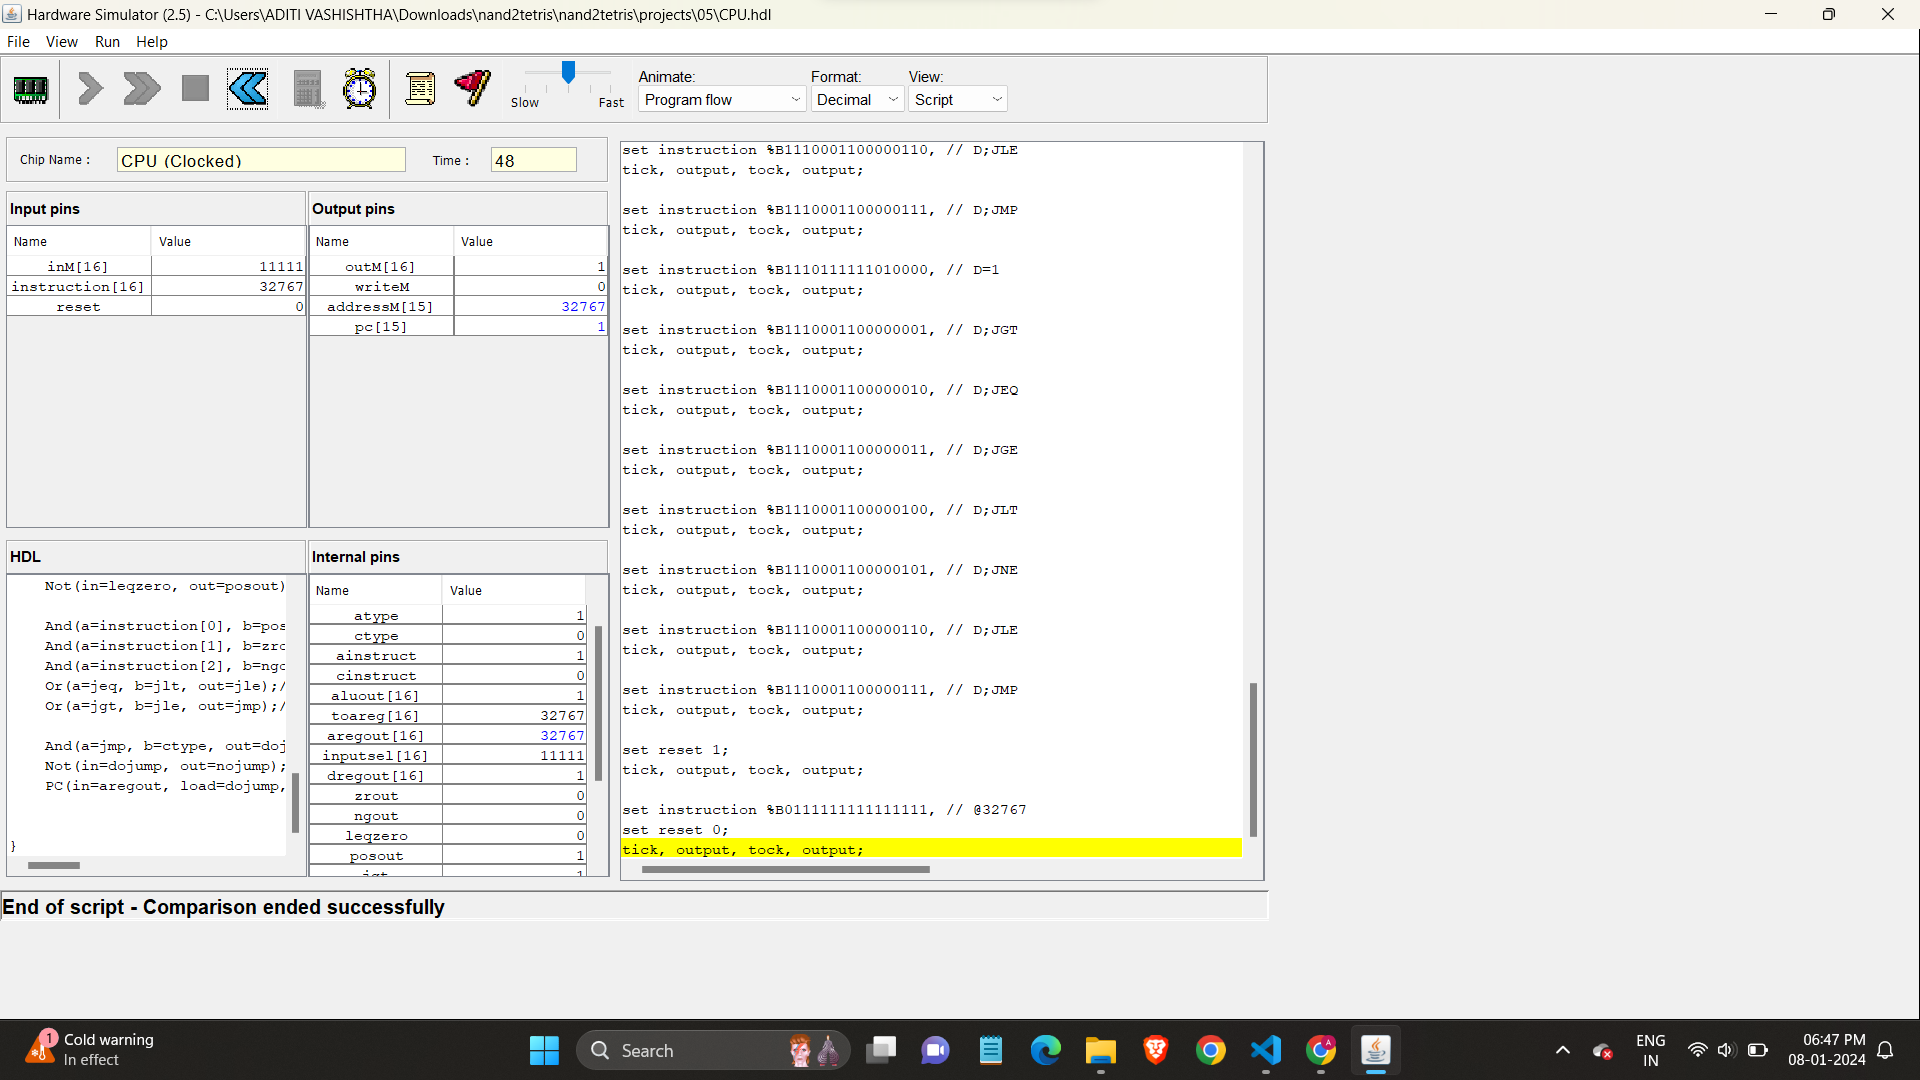 Hardware Simulator (2.5) - C:\Users\ADITI VASHISHTHA\Downloads\nand2tetris\nand2tetris\projects\05\CPU.hdl
File View Run Help
Slow Fast
Animate:
Program flow
Format:
Decimal
View:
Script
Chip Name : CPU (Clocked) Time : 48
Input pins
Name Value
inM[16] 11111
instruction[16] 32767
reset 0
Output pins
Name Value
outM[16] 1
writeM 0
addressM[15] 32767
pc[15] 1
HDL
Not(in=leqzero, out=posout)
And(a=instruction[0], b=pos
And(a=instruction[1], b=zro
And(a=instruction[2], b=ngo
Or(a=jeq, b=jlt, out=jle);/
Or(a=jgt, b=jle, out=jmp);/
And(a=jmp, b=ctype, out=doj
Not(in=dojump, out=nojump);
PC(in=aregout, load=dojump,
}
Internal pins
Name Value
atype 1
ctype 0
ainstruct 1
cinstruct 0
aluout[16] 1
toareg[16] 32767
aregout[16] 32767
inputsel[16] 11111
dregout[16] 1
zrout 0
ngout 0
leqzero 0
posout 1
jgt 1
set instruction %B1110001100000110, // D;JLE
tick, output, tock, output;
set instruction %B1110001100000111, // D;JMP
tick, output, tock, output;
set instruction %B1110111111010000, // D=1
tick, output, tock, output;
set instruction %B1110001100000001, // D;JGT
tick, output, tock, output;
set instruction %B1110001100000010, // D;JEQ
tick, output, tock, output;
set instruction %B1110001100000011, // D;JGE
tick, output, tock, output;
set instruction %B1110001100000100, // D;JLT
tick, output, tock, output;
set instruction %B1110001100000101, // D;JNE
tick, output, tock, output;
set instruction %B1110001100000110, // D;JLE
tick, output, tock, output;
set instruction %B1110001100000111, // D;JMP
tick, output, tock, output;
set reset 1;
tick, output, tock, output;
set instruction %B0111111111111111, // @32767
set reset 0;
tick, output, tock, output;
End of script - Comparison ended successfully
1
Cold warning
In effect
Search
A
ENG
IN
06:47 PM
08-01-2024